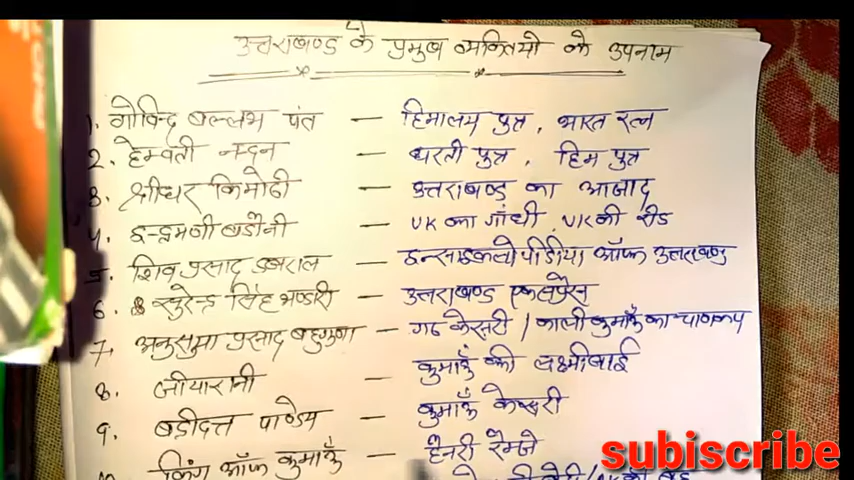 उत्तराखण्ड के प्रमुख व्यक्तियो के उपनाम
1. गोविन्द बल्लभ पंत — हिमालय पुत्र, भारत रत्न
2. हेम्वती नन्दन — धरती पुत्र, हिम पुत्र
3. श्रीधर किमोठी — उत्तराखण्ड का आजाद
4. इन्द्रमणी बडौनी — UK का गाँधी, UK की रीड
5. शिव प्रसाद डबराल — इन्साइक्लोपीडीया ऑफ उत्तराखण्ड
6. सुरेन्द्र सिंह भण्डारी — उत्तराखण्ड एक्सप्रेस
7. अनुसुमा प्रसाद बहुगुणा — गढ केसरी / काली कुमाऊँ का चाणक्य
8. जीयारानी — कुमाऊँ की लक्ष्मीबाई
9. बद्रीदत्त पाण्डेय — कुमाऊँ केसरी
किंग ऑफ कुमाऊँ — हैनरी रैम्जे
subiscribe